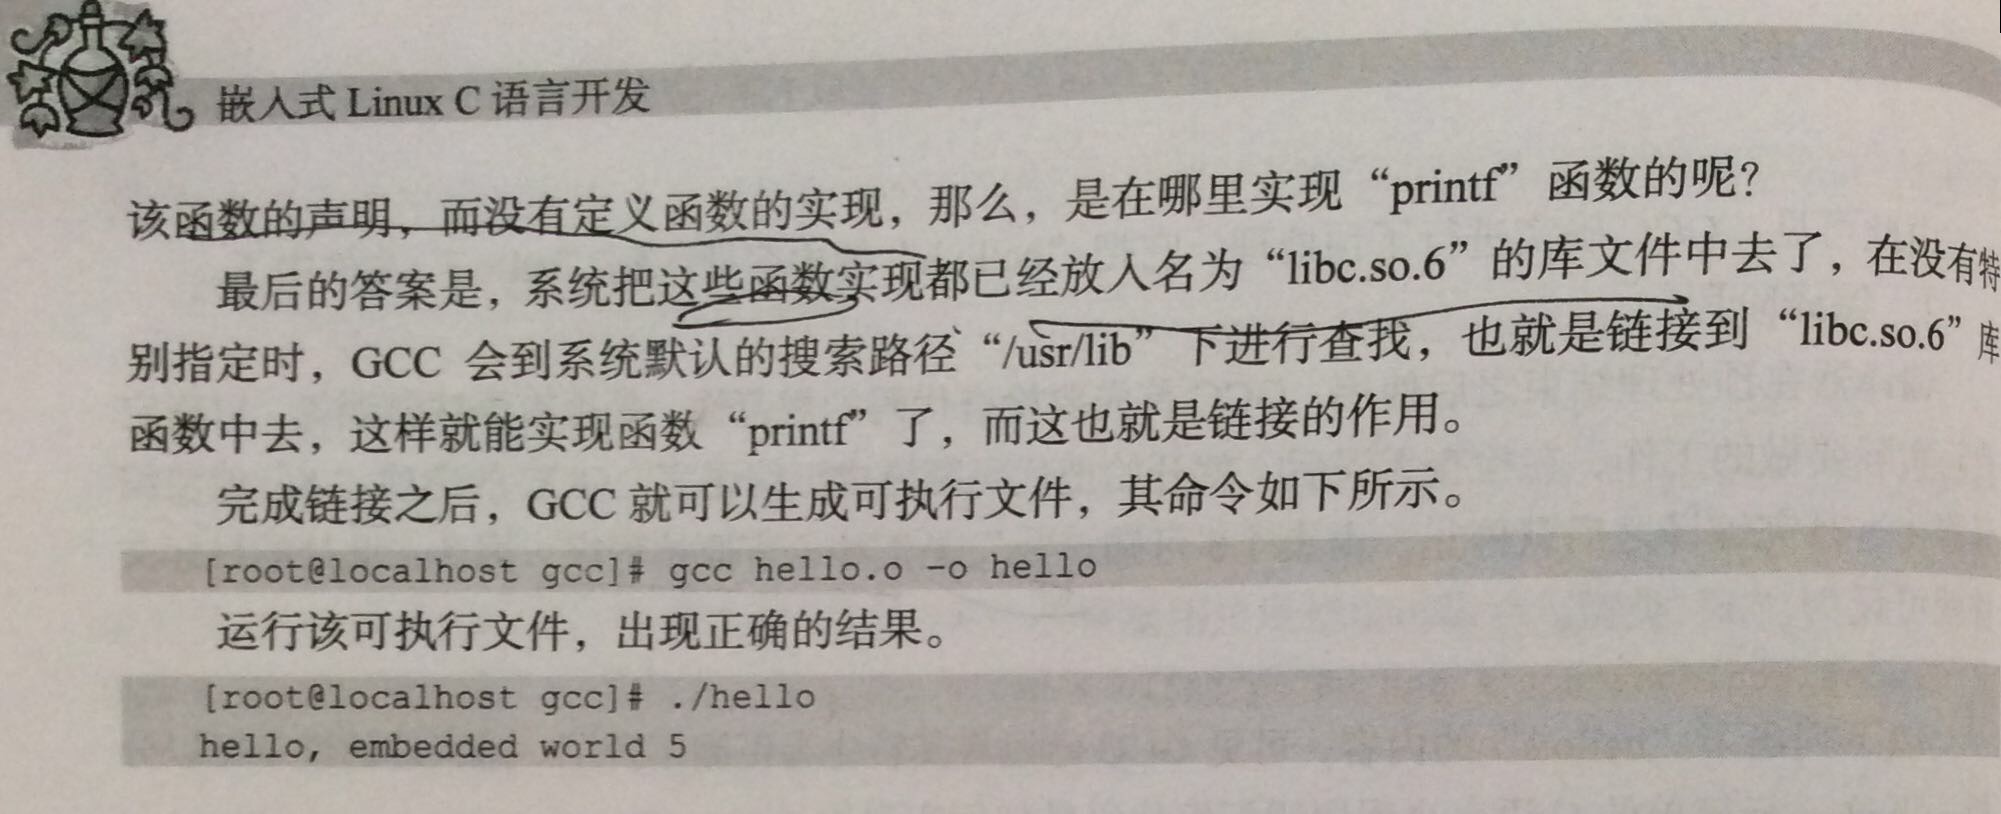 嵌入式 Linux C 语言开发
该函数的声明，而没有定义函数的实现，那么，是在哪里实现“printf”函数的呢？
最后的答案是，系统把这些函数实现都已经放入名为“libc.so.6”的库文件中去了，在没有特
别指定时，GCC 会到系统默认的搜索路径“/usr/lib”下进行查找，也就是链接到“libc.so.6”库
函数中去，这样就能实现函数“printf”了，而这也就是链接的作用。
完成链接之后，GCC 就可以生成可执行文件，其命令如下所示。
[root@localhost gcc]# gcc hello.o -o hello
运行该可执行文件，出现正确的结果。
[root@localhost gcc]# ./hello
hello, embedded world 5